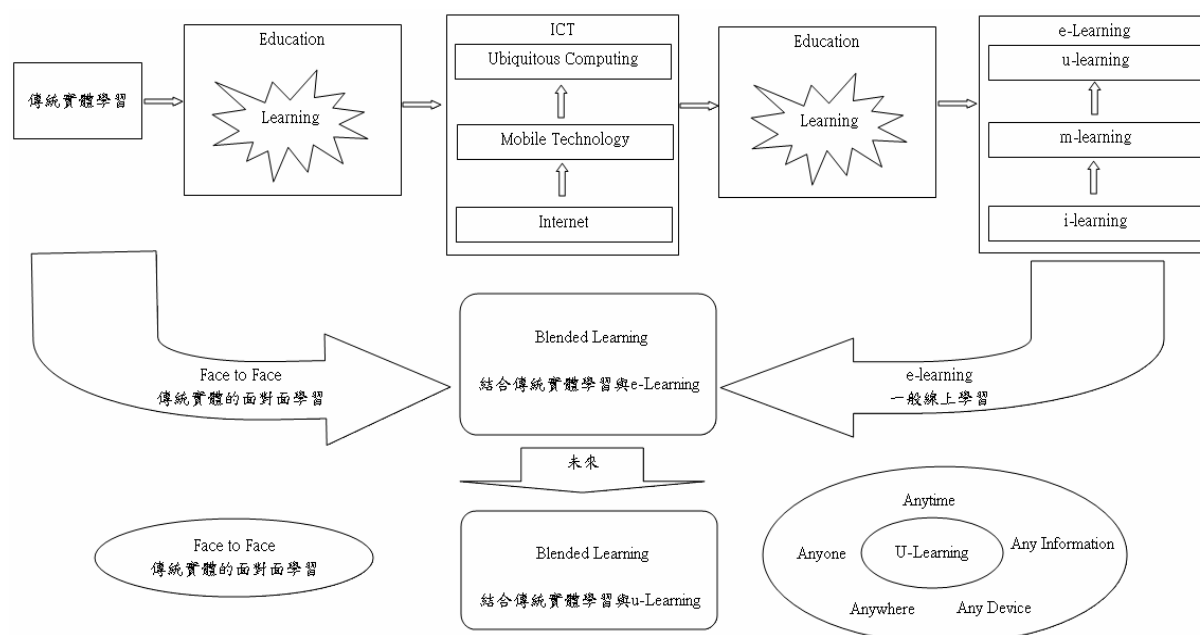 傳統實體學習
Education
Learning
ICT
Ubiquitous Computing
Mobile Technology
Internet
Education
Learning
e-Learning
u-learning
m-learning
i-learning
Face to Face
傳統實體的面對面學習
Blended Learning
結合傳統實體學習與e-Learning
e-learning
一般線上學習
未來
Face to Face
傳統實體的面對面學習
Blended Learning
結合傳統實體學習與u-Learning
Anytime
Anyone
U-Learning
Any Information
Anywhere
Any Device